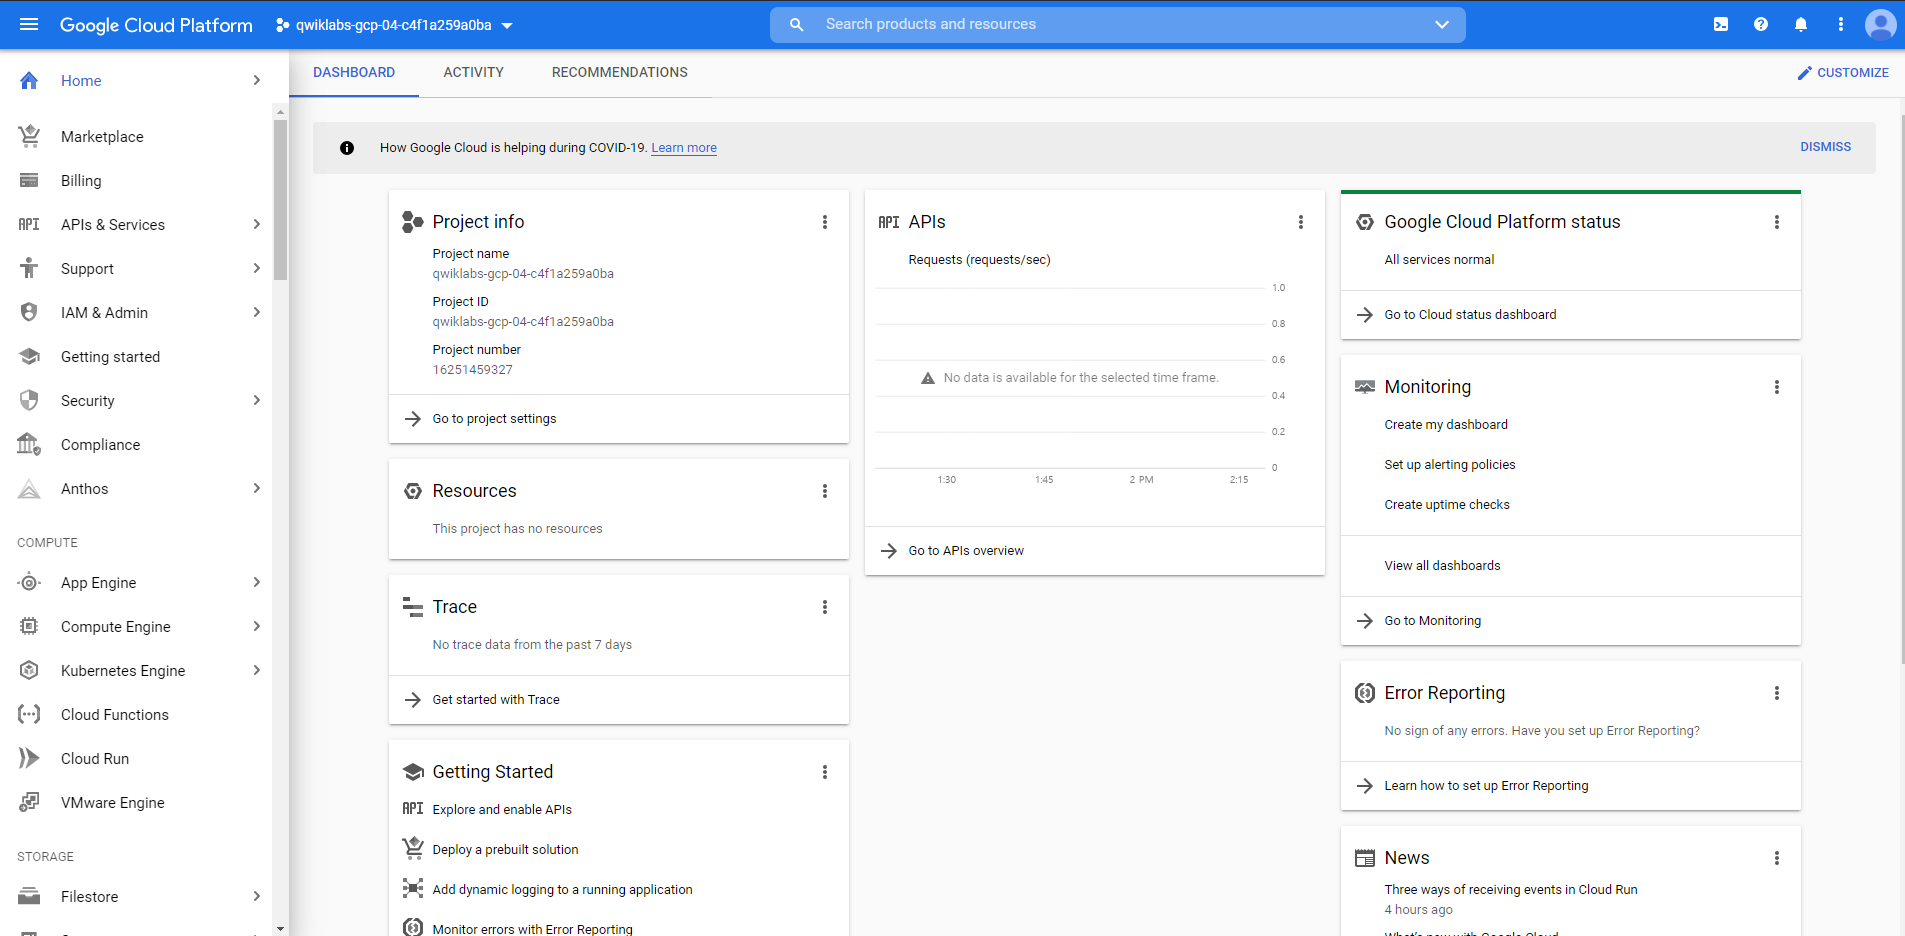 Google Cloud Platform
qwiklabs-gcp-04-c4f1a259a0ba
Search products and resources
Home
Marketplace
Billing
API APIs & Services
Support
IAM & Admin
Getting started
Security
Compliance
Anthos
COMPUTE
App Engine
Compute Engine
Kubernetes Engine
Cloud Functions
Cloud Run
VMware Engine
STORAGE
Filestore
DASHBOARD
ACTIVITY
RECOMMENDATIONS
CUSTOMIZE
How Google Cloud is helping during COVID-19. Learn more
DISMISS
Project info
Project name
qwiklabs-gcp-04-c4f1a259a0ba
Project ID
qwiklabs-gcp-04-c4f1a259a0ba
Project number
16251459327
Go to project settings
Resources
This project has no resources
Trace
No trace data from the past 7 days
Get started with Trace
Getting Started
API Explore and enable APIs
Deploy a prebuilt solution
Add dynamic logging to a running application
Monitor errors with Error Reporting
API APIs
Requests (requests/sec)
1.0
0.8
0.6
No data is available for the selected time frame.
0.4
0.2
0
1:30 1:45 2 PM 2:15
Go to APIs overview
Google Cloud Platform status
All services normal
Go to Cloud status dashboard
Monitoring
Create my dashboard
Set up alerting policies
Create uptime checks
View all dashboards
Go to Monitoring
Error Reporting
No sign of any errors. Have you set up Error Reporting?
Learn how to set up Error Reporting
News
Three ways of receiving events in Cloud Run
4 hours ago
What's new with Google Cloud